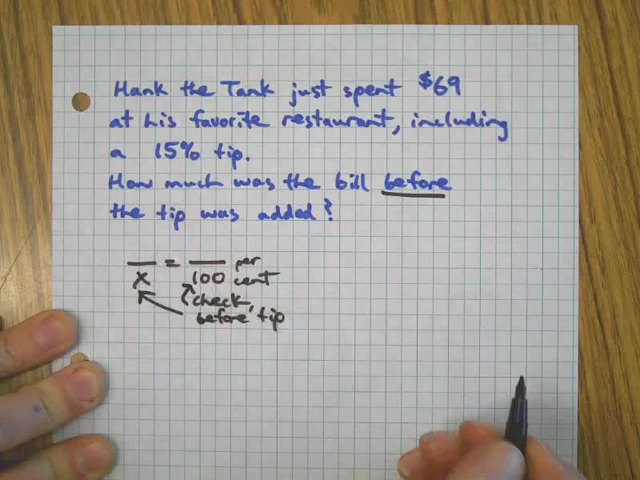 Hank the Tank just spent $69
at his favorite restaurant, including
a 15% tip.
How much was the bill before
the tip was added?
— = — per
x 100 cent
check,
before tip